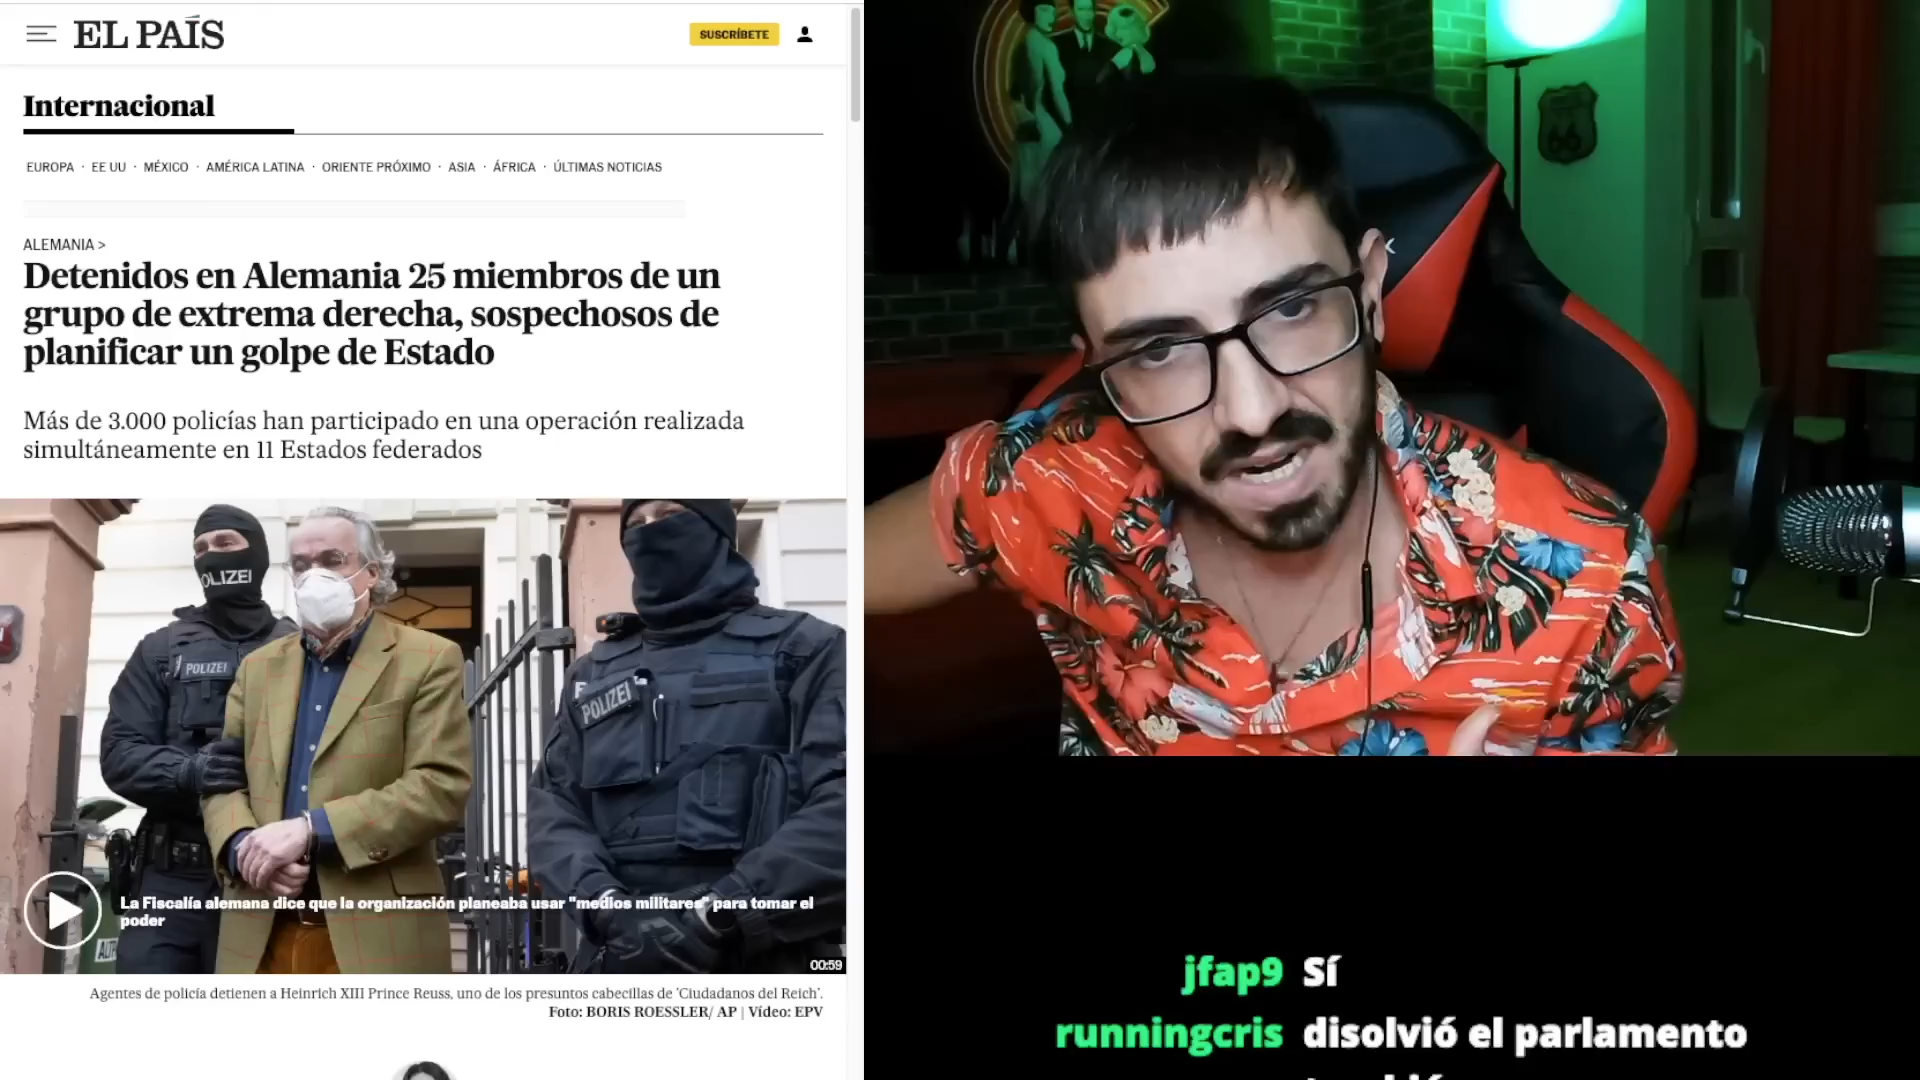 EL PAÍS
SUSCRÍBETE
Internacional
EUROPA · EE UU · MÉXICO · AMÉRICA LATINA · ORIENTE PRÓXIMO · ASIA · ÁFRICA · ÚLTIMAS NOTICIAS
ALEMANIA >
Detenidos en Alemania 25 miembros de un
grupo de extrema derecha, sospechosos de
planificar un golpe de Estado
Más de 3.000 policías han participado en una operación realizada
simultáneamente en 11 Estados federados
OLIZEI
POLIZEI
POLIZEI
La Fiscalía alemana dice que la organización planeaba usar "medios militares" para tomar el
poder
00:59
Agentes de policía detienen a Heinrich XIII Prince Reuss, uno de los presuntos cabecillas de 'Ciudadanos del Reich'.
Foto: BORIS ROESSLER/ AP | Vídeo: EPV
jfap9 Sí
runningcris disolvió el parlamento